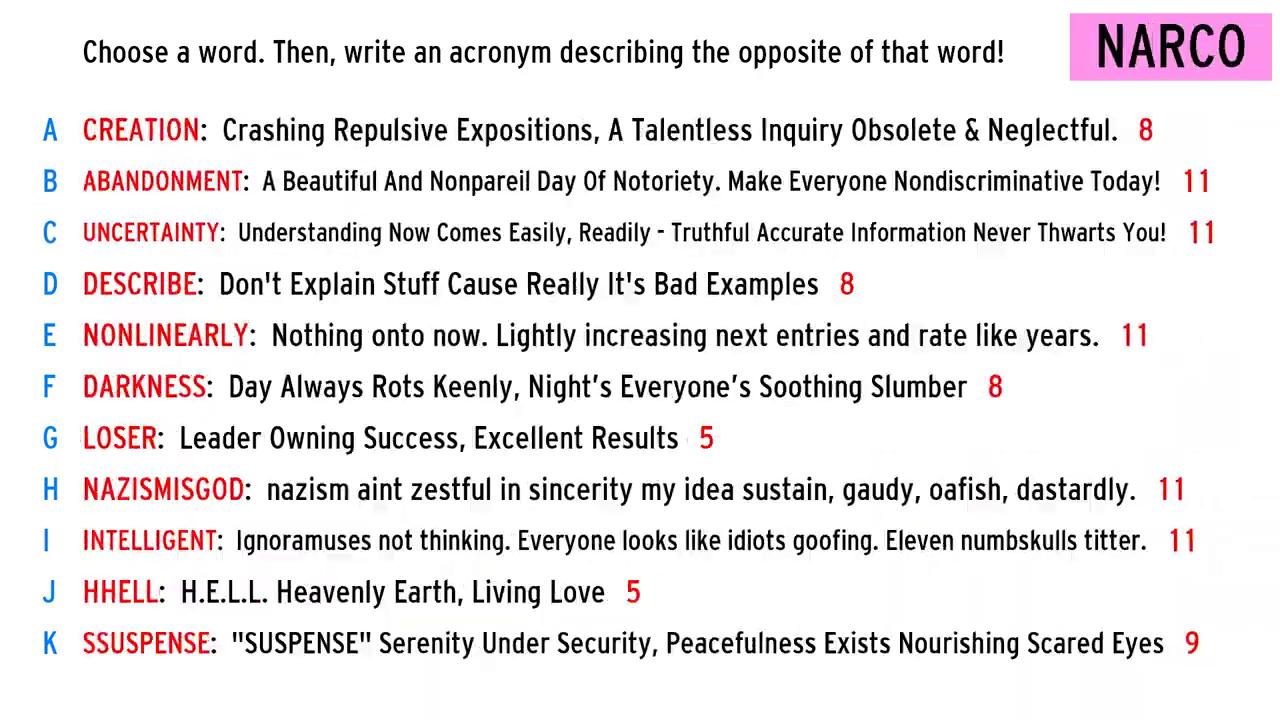 Choose a word. Then, write an acronym describing the opposite of that word!
NARCO
A CREATION: Crashing Repulsive Expositions, A Talentless Inquiry Obsolete & Neglectful. 8
B ABANDONMENT: A Beautiful And Nonpareil Day Of Notoriety. Make Everyone Nondiscriminative Today! 11
C UNCERTAINTY: Understanding Now Comes Easily, Readily - Truthful Accurate Information Never Thwarts You! 11
D DESCRIBE: Don't Explain Stuff Cause Really It's Bad Examples 8
E NONLINEARLY: Nothing onto now. Lightly increasing next entries and rate like years. 11
F DARKNESS: Day Always Rots Keenly, Night’s Everyone’s Soothing Slumber 8
G LOSER: Leader Owning Success, Excellent Results 5
H NAZISMISGOD: nazism aint zestful in sincerity my idea sustain, gaudy, oafish, dastardly. 11
I INTELLIGENT: Ignoramuses not thinking. Everyone looks like idiots goofing. Eleven numbskulls titter. 11
J HHELL: H.E.L.L. Heavenly Earth, Living Love 5
K SSUSPENSE: "SUSPENSE" Serenity Under Security, Peacefulness Exists Nourishing Scared Eyes 9